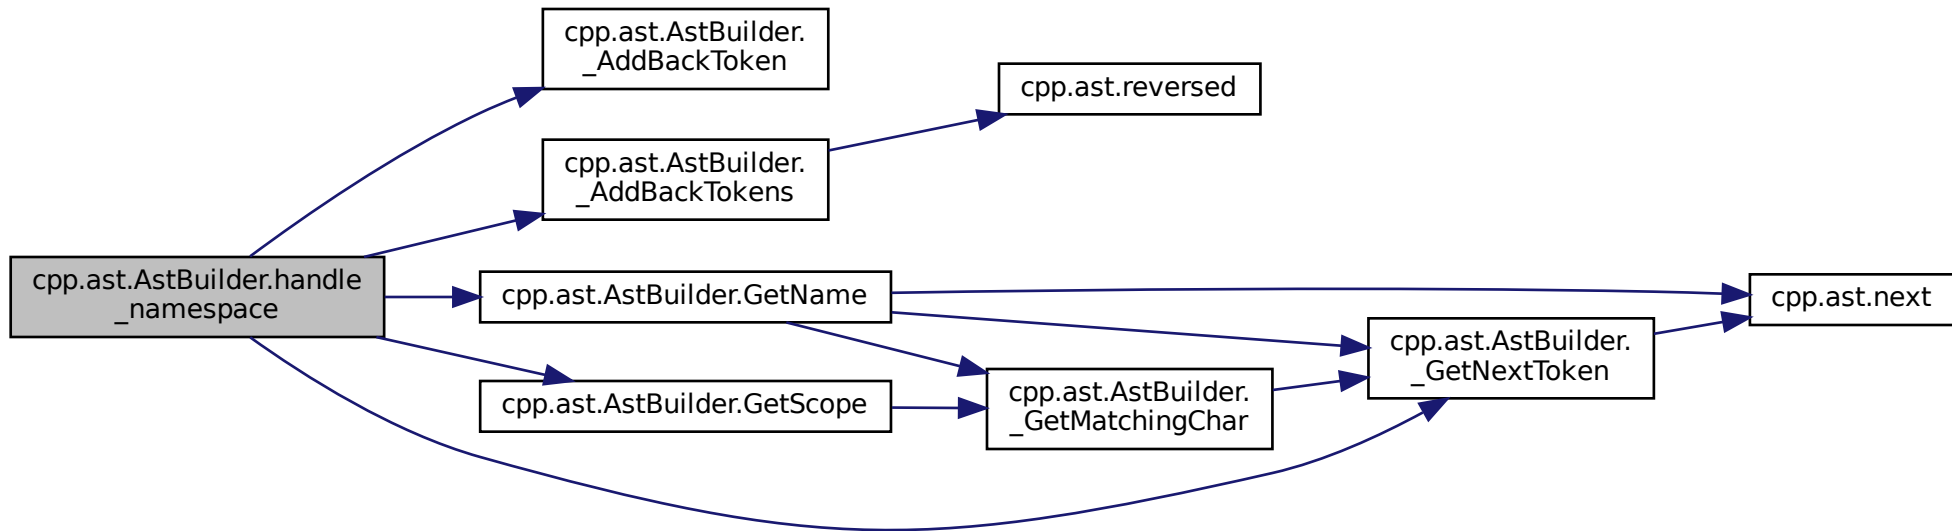 cpp.ast.AstBuilder.
_AddBackToken
cpp.ast.reversed
cpp.ast.AstBuilder.
_AddBackTokens
cpp.ast.AstBuilder.handle
_namespace
cpp.ast.AstBuilder.GetName
cpp.ast.next
cpp.ast.AstBuilder.
_GetNextToken
cpp.ast.AstBuilder.GetScope
cpp.ast.AstBuilder.
_GetMatchingChar